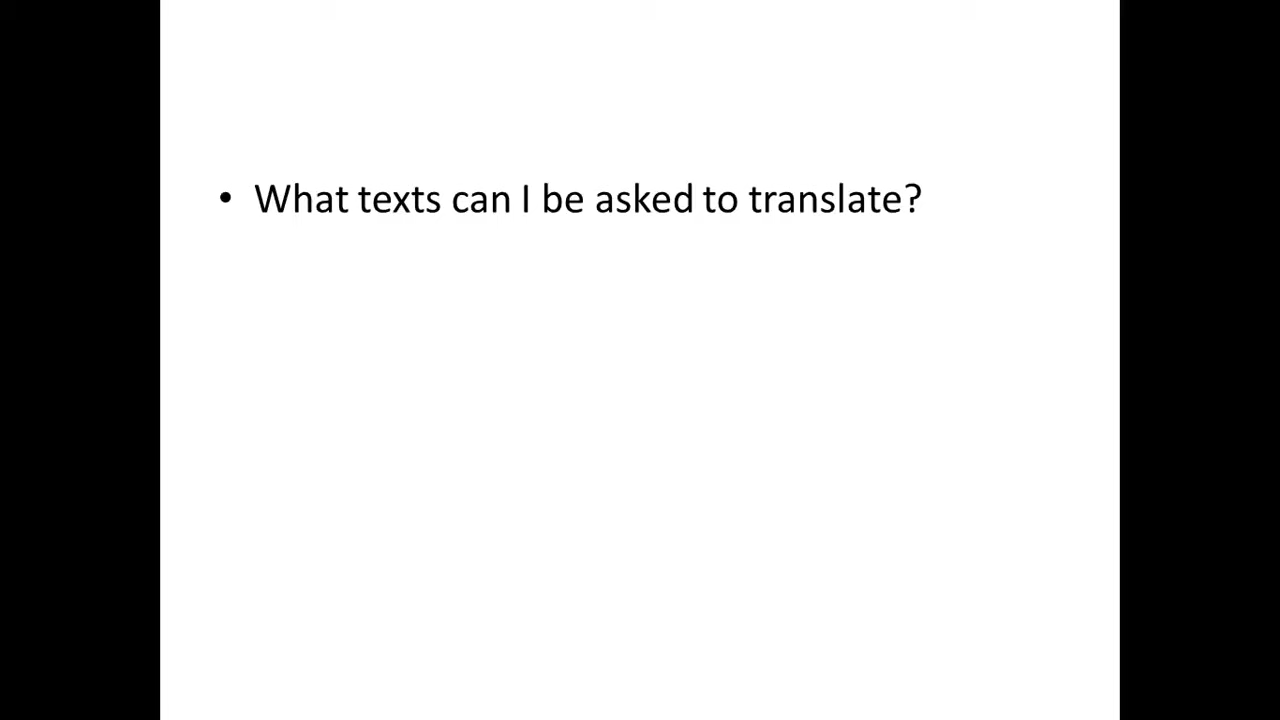 • What texts can I be asked to translate?